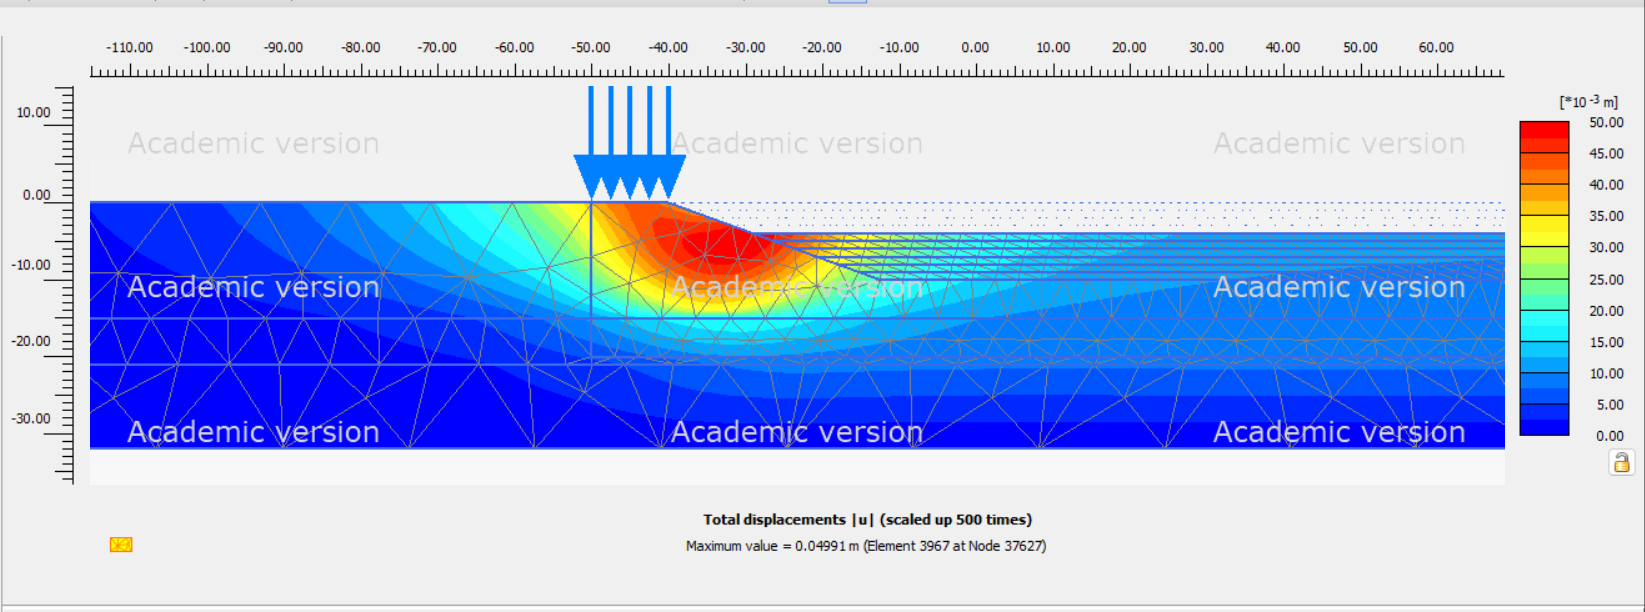 -110.00 -100.00 -90.00 -80.00 -70.00 -60.00 -50.00 -40.00 -30.00 -20.00 -10.00 0.00 10.00 20.00 30.00 40.00 50.00 60.00
[*10 -3 m]
10.00
50.00
Academic version Academic version Academic version
45.00
40.00
0.00
35.00
30.00
-10.00
25.00
Academic version Academic version Academic version
20.00
-20.00
15.00
10.00
5.00
-30.00
Academic version Academic version Academic version
0.00
Total displacements |u| (scaled up 500 times)
Maximum value = 0.04991 m (Element 3967 at Node 37627)